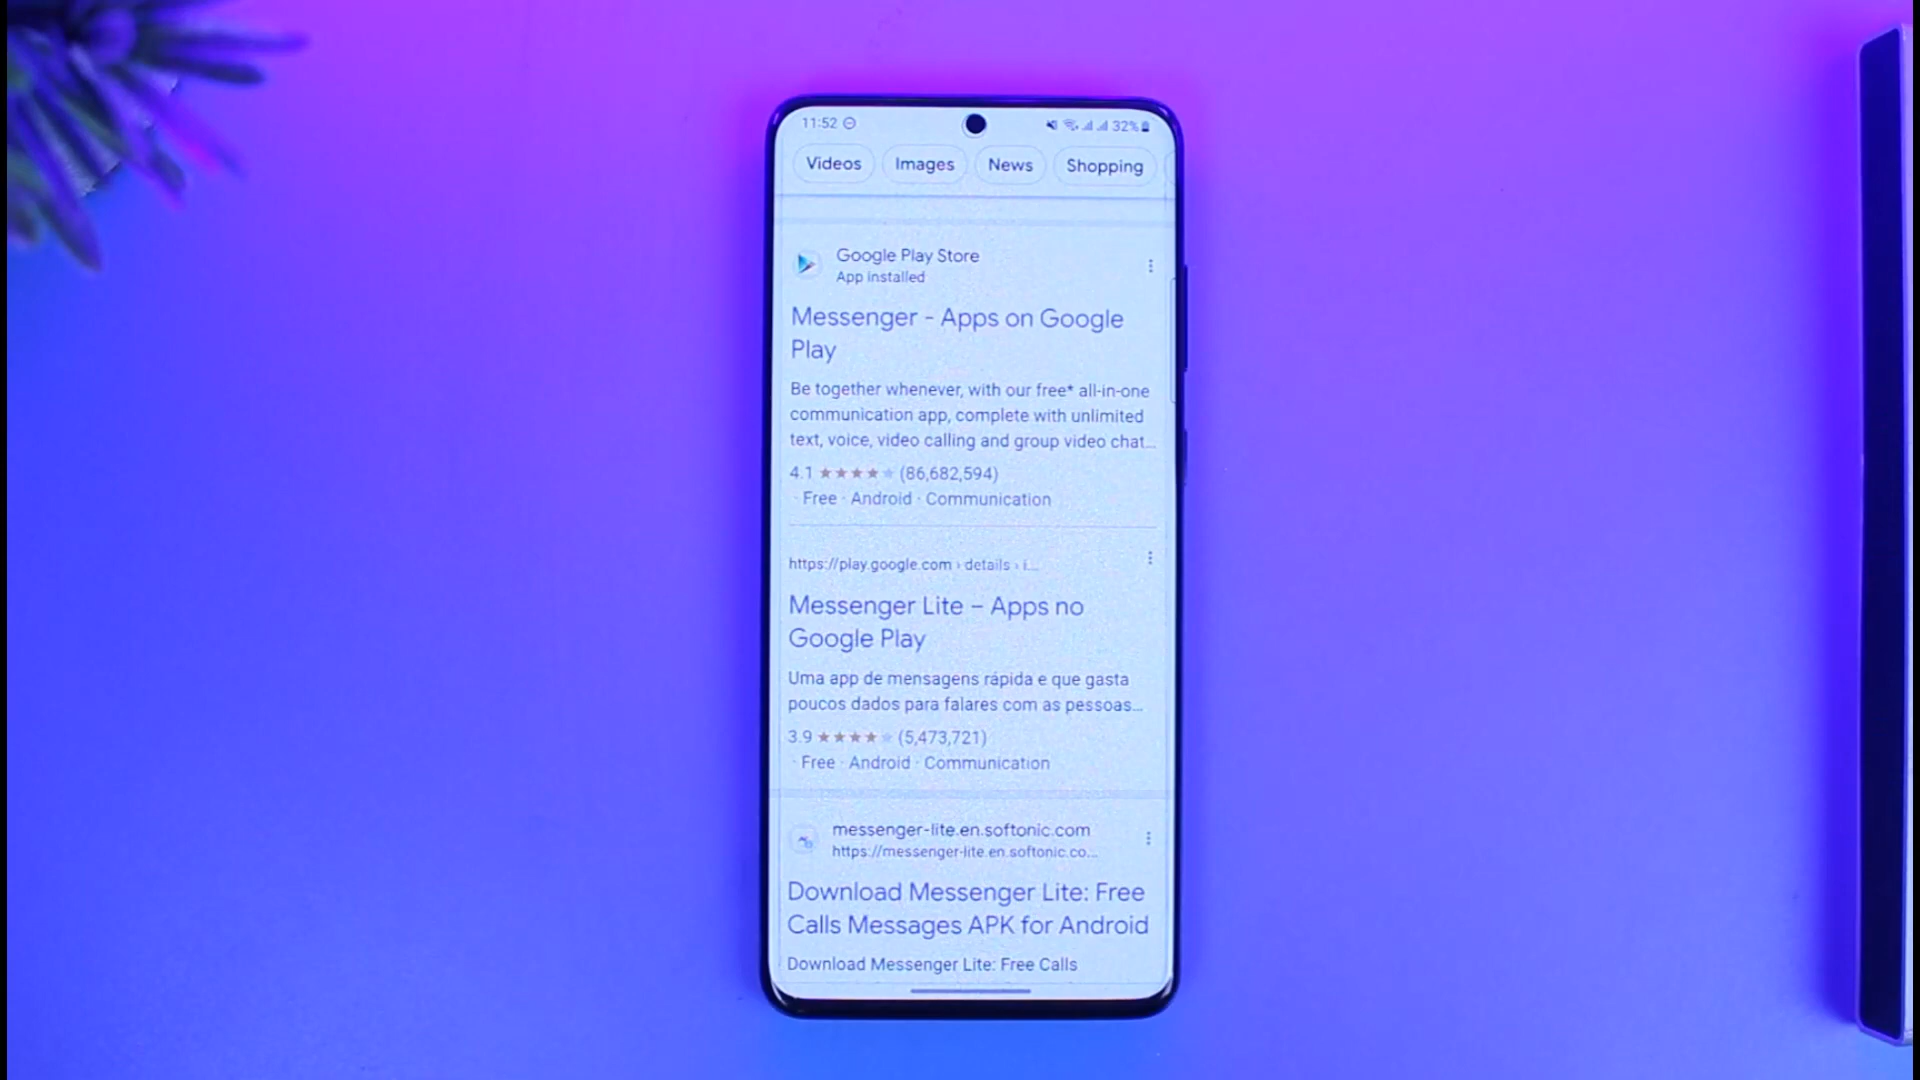 11:52
32%
Videos Images News Shopping
Google Play Store
App installed
Messenger - Apps on Google
Play
Be together whenever, with our free* all-in-one
communication app, complete with unlimited
text, voice, video calling and group video chat...
4.1 ★★★★★ (86,682,594)
· Free · Android · Communication
https://play.google.com › details › i...
Messenger Lite – Apps no
Google Play
Uma app de mensagens rápida e que gasta
poucos dados para falares com as pessoas...
3.9 ★★★★★ (5,473,721)
· Free · Android · Communication
messenger-lite.en.softonic.com
https://messenger-lite.en.softonic.co...
Download Messenger Lite: Free
Calls Messages APK for Android
Download Messenger Lite: Free Calls